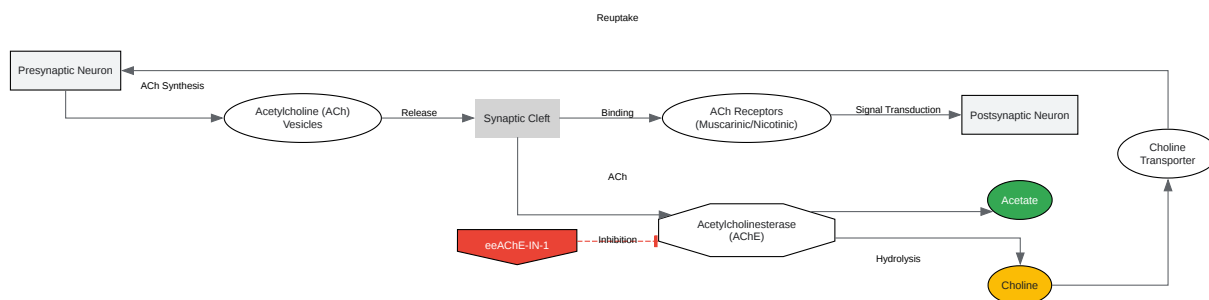 Reuptake
Presynaptic Neuron
ACh Synthesis
Acetylcholine (ACh)
Vesicles
Release
Synaptic Cleft
Binding
ACh Receptors
(Muscarinic/Nicotinic)
Signal Transduction
Postsynaptic Neuron
Choline
Transporter
ACh
Acetate
Acetylcholinesterase
(AChE)
eeAChE-IN-1
Inhibition
Hydrolysis
Choline